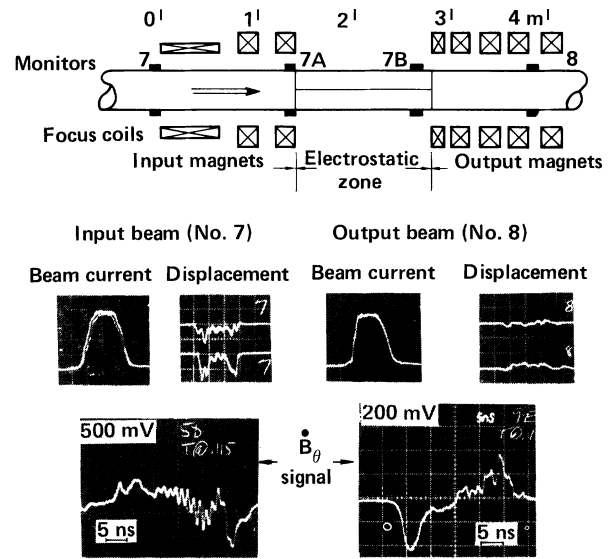 0' 1' 2' 3' 4 m'
7 7A 7B 8
Monitors
Focus coils
Input magnets Electrostatic zone Output magnets
Input beam (No. 7) Output beam (No. 8)
Beam current Displacement Beam current Displacement
7
7
8
8
500 mV
5 ns
Ḃθ
signal
200 mV
5ns
5 ns